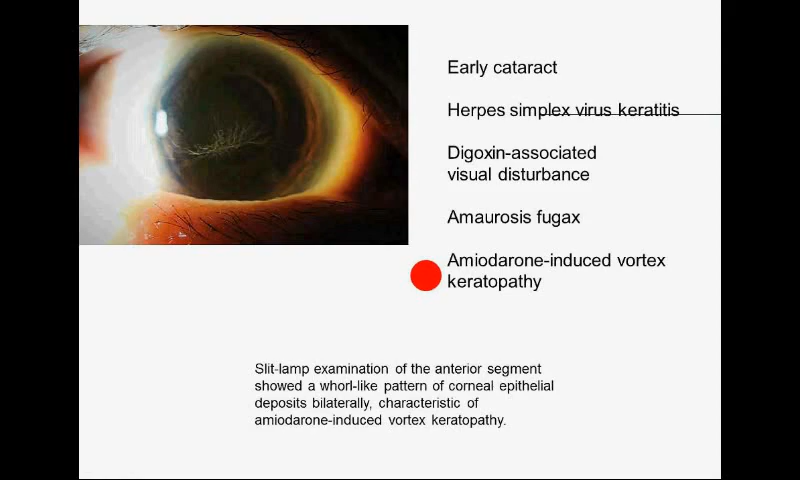 Early cataract
Herpes simplex virus keratitis
Digoxin-associated
visual disturbance
Amaurosis fugax
Amiodarone-induced vortex
keratopathy
Slit-lamp examination of the anterior segment
showed a whorl-like pattern of corneal epithelial
deposits bilaterally, characteristic of
amiodarone-induced vortex keratopathy.